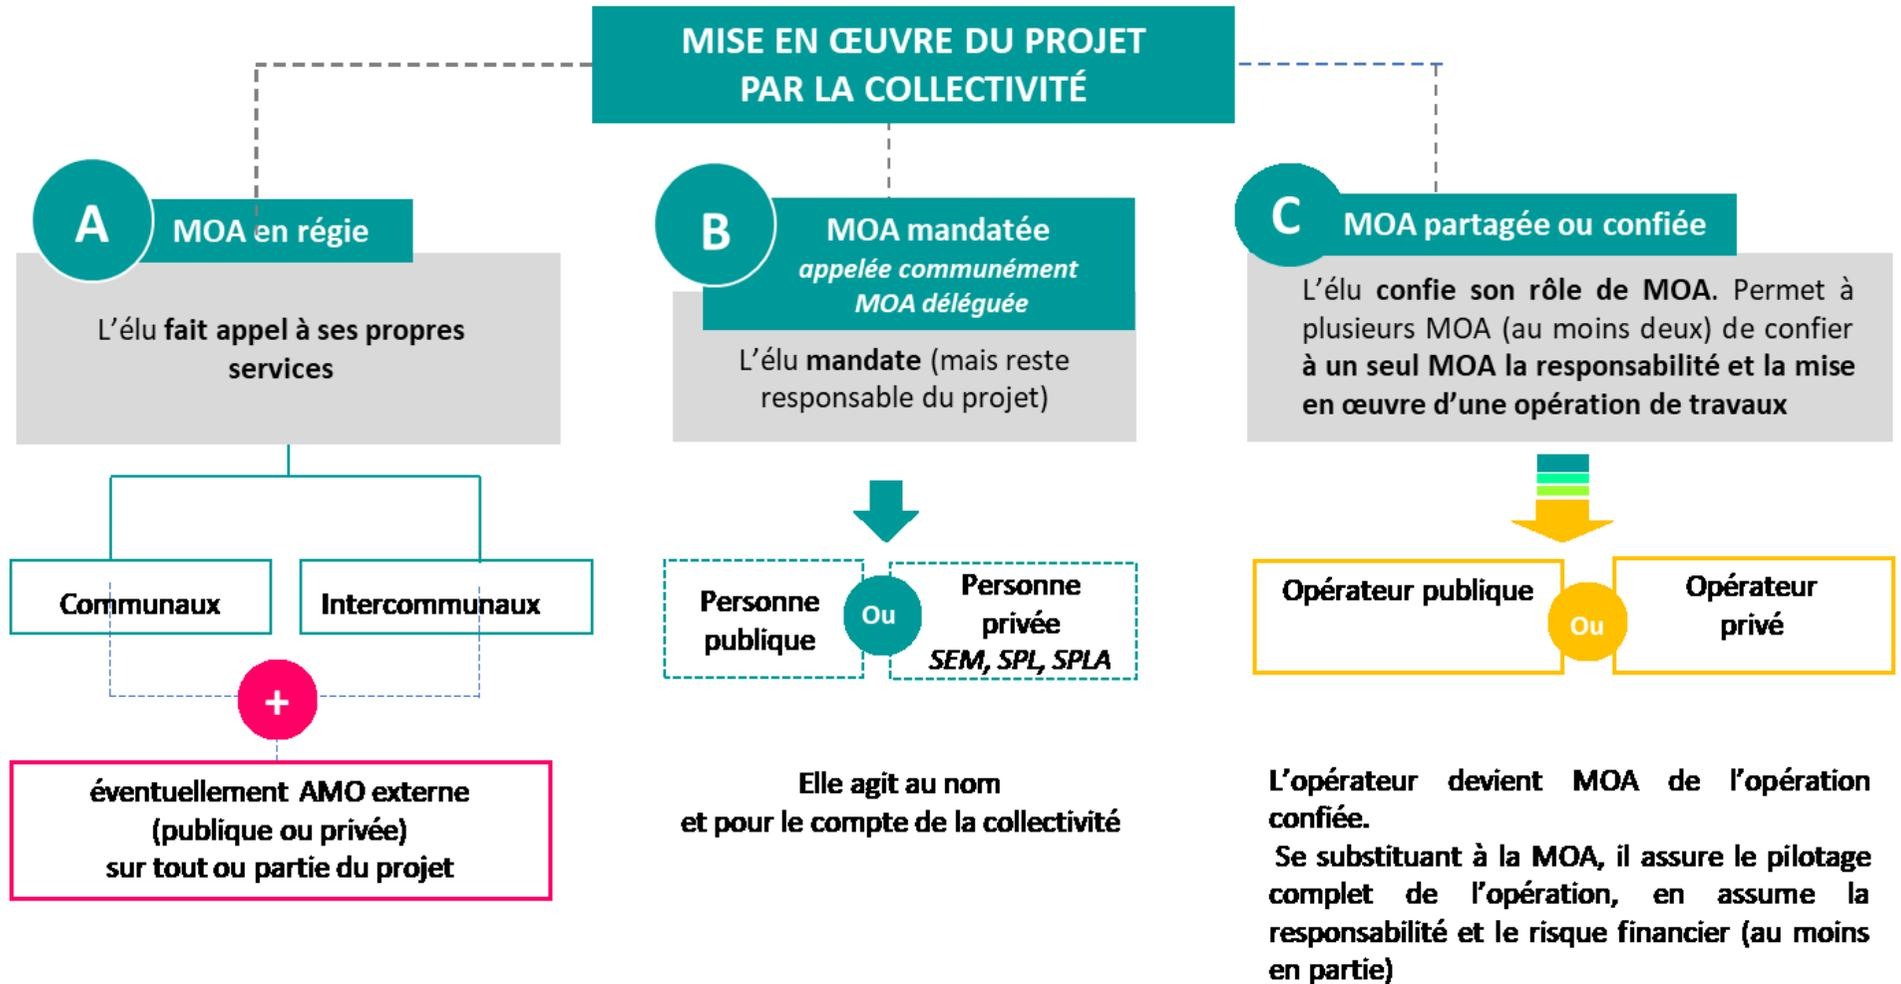 MISE EN ŒUVRE DU PROJET
PAR LA COLLECTIVITÉ
A
MOA en régie
L'élu fait appel à ses propres
services
Communaux
Intercommunaux
+
éventuellement AMO externe
(publique ou privée)
sur tout ou partie du projet
B
MOA mandatée
appelée communément
MOA déléguée
L'élu mandate (mais reste
responsable du projet)
Personne
publique
Ou
Personne
privée
SEM, SPL, SPLA
Elle agit au nom
et pour le compte de la collectivité
C
MOA partagée ou confiée
L'élu confie son rôle de MOA. Permet à
plusieurs MOA (au moins deux) de confier
à un seul MOA la responsabilité et la mise
en œuvre d'une opération de travaux
Opérateur publique
Ou
Opérateur
privé
L'opérateur devient MOA de l'opération
confiée.
Se substituant à la MOA, il assure le pilotage
complet de l'opération, en assume la
responsabilité et le risque financier (au moins
en partie)